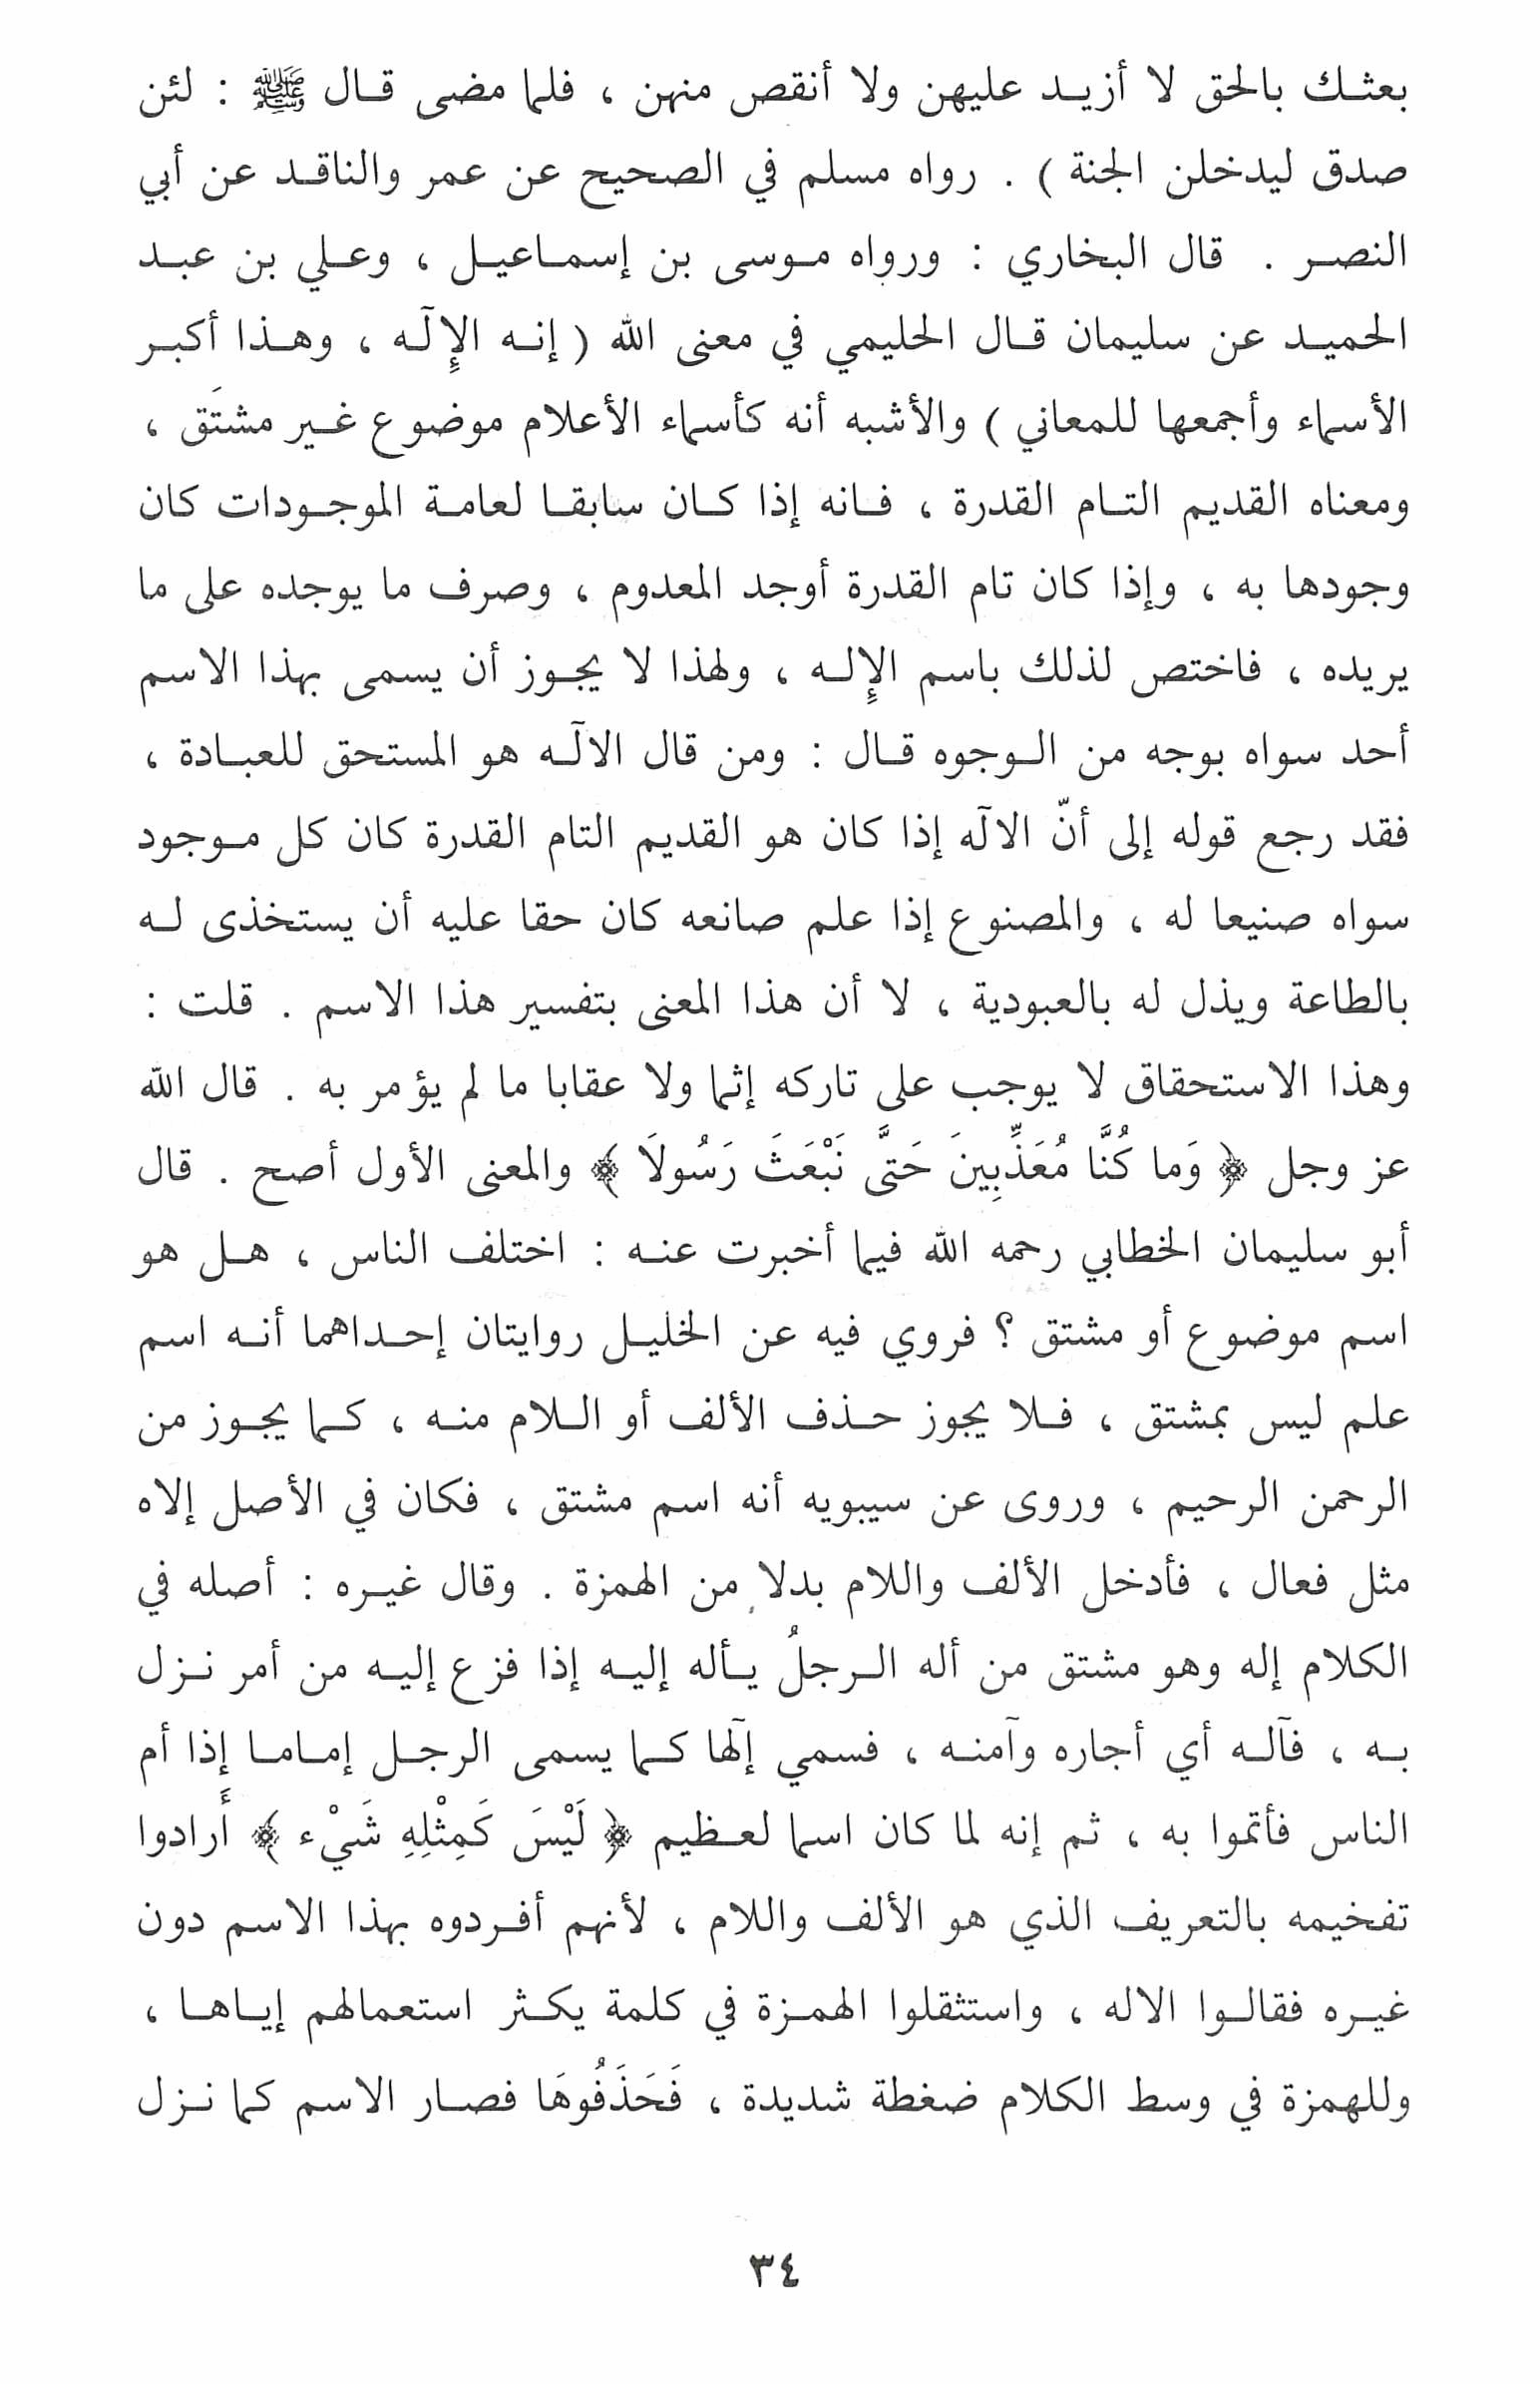 بعثك بالحق لا أزيد عليهن ولا أنقص منهن ، فلما مضى قال ﷺ : لئن
صدق ليدخلن الجنة ) . رواه مسلم في الصحيح عن عمر والناقد عن أبي
النصر . قال البخاري : ورواه موسى بن إسماعيل ، وعلي بن عبد
الحميد عن سليمان قال الحليمي في معنى الله ( إنه الإِلَٓه ، وهذا أكبر
الأسماء وأجمعها للمعاني ) والأشبه أنه كأسماء الأعلام موضوع غير مشتَق ،
ومعناه القديم التام القدرة ، فانه إذا كان سابقا لعامة الموجودات كان
وجودها به ، وإذا كان تام القدرة أوجد المعدوم ، وصرف ما يوجده على ما
يريده ، فاختص لذلك باسم الإِله ، ولهذا لا يجوز أن يسمى بهذا الاسم
أحد سواه بوجه من الوجوه قال : ومن قال الالٓه هو المستحق للعبادة ،
فقد رجع قوله إلى أنّ الالٓه إذا كان هو القديم التام القدرة كان كل موجود
سواه صنيعا له ، والمصنوع إذا علم صانعه كان حقا عليه أن يستخذى له
بالطاعة ويذل له بالعبودية ، لا أن هذا المعنى بتفسير هذا الاسم . قلت :
وهذا الاستحقاق لا يوجب على تاركه إثما ولا عقابا ما لم يؤمر به . قال الله
عز وجل ﴿ وَما كُنَّا مُعَذِّبِينَ حَتىَّ نَبْعَثَ رَسُولاَ ﴾ والمعنى الأول أصح . قال
أبو سليمان الخطابي رحمه الله فيما أخبرت عنه : اختلف الناس ، هل هو
اسم موضوع أو مشتق ؟ فروي فيه عن الخليل روايتان إحداهما أنه اسم
علم ليس بمشتق ، فلا يجوز حذف الألف أو اللام منه ، كما يجوز من
الرحمن الرحيم ، وروى عن سيبويه أنه اسم مشتق ، فكان في الأصل إلاه
مثل فعال ، فأدخل الألف واللام بدلا من الهمزة . وقال غيره : أصله في
الكلام إله وهو مشتق من أله الرجلُ يأله إليه إذا فزع إليه من أمر نزل
به ، فآله أي أجاره وآمنه ، فسمي إلٓها كما يسمى الرجل إماما إذا أم
الناس فأتموا به ، ثم إنه لما كان اسما لعظيم ﴿ لَيْسَ كَمِثْلِهِ شَيْء ﴾ أَرادوا
تفخيمه بالتعريف الذي هو الألف واللام ، لأنهم أفردوه بهذا الاسم دون
غيره فقالوا الاله ، واستثقلوا الهمزة في كلمة يكثر استعمالهم إياها ،
وللهمزة في وسط الكلام ضغطة شديدة ، فَحَذَفُوهَا فصار الاسم كما نزل
٣٤